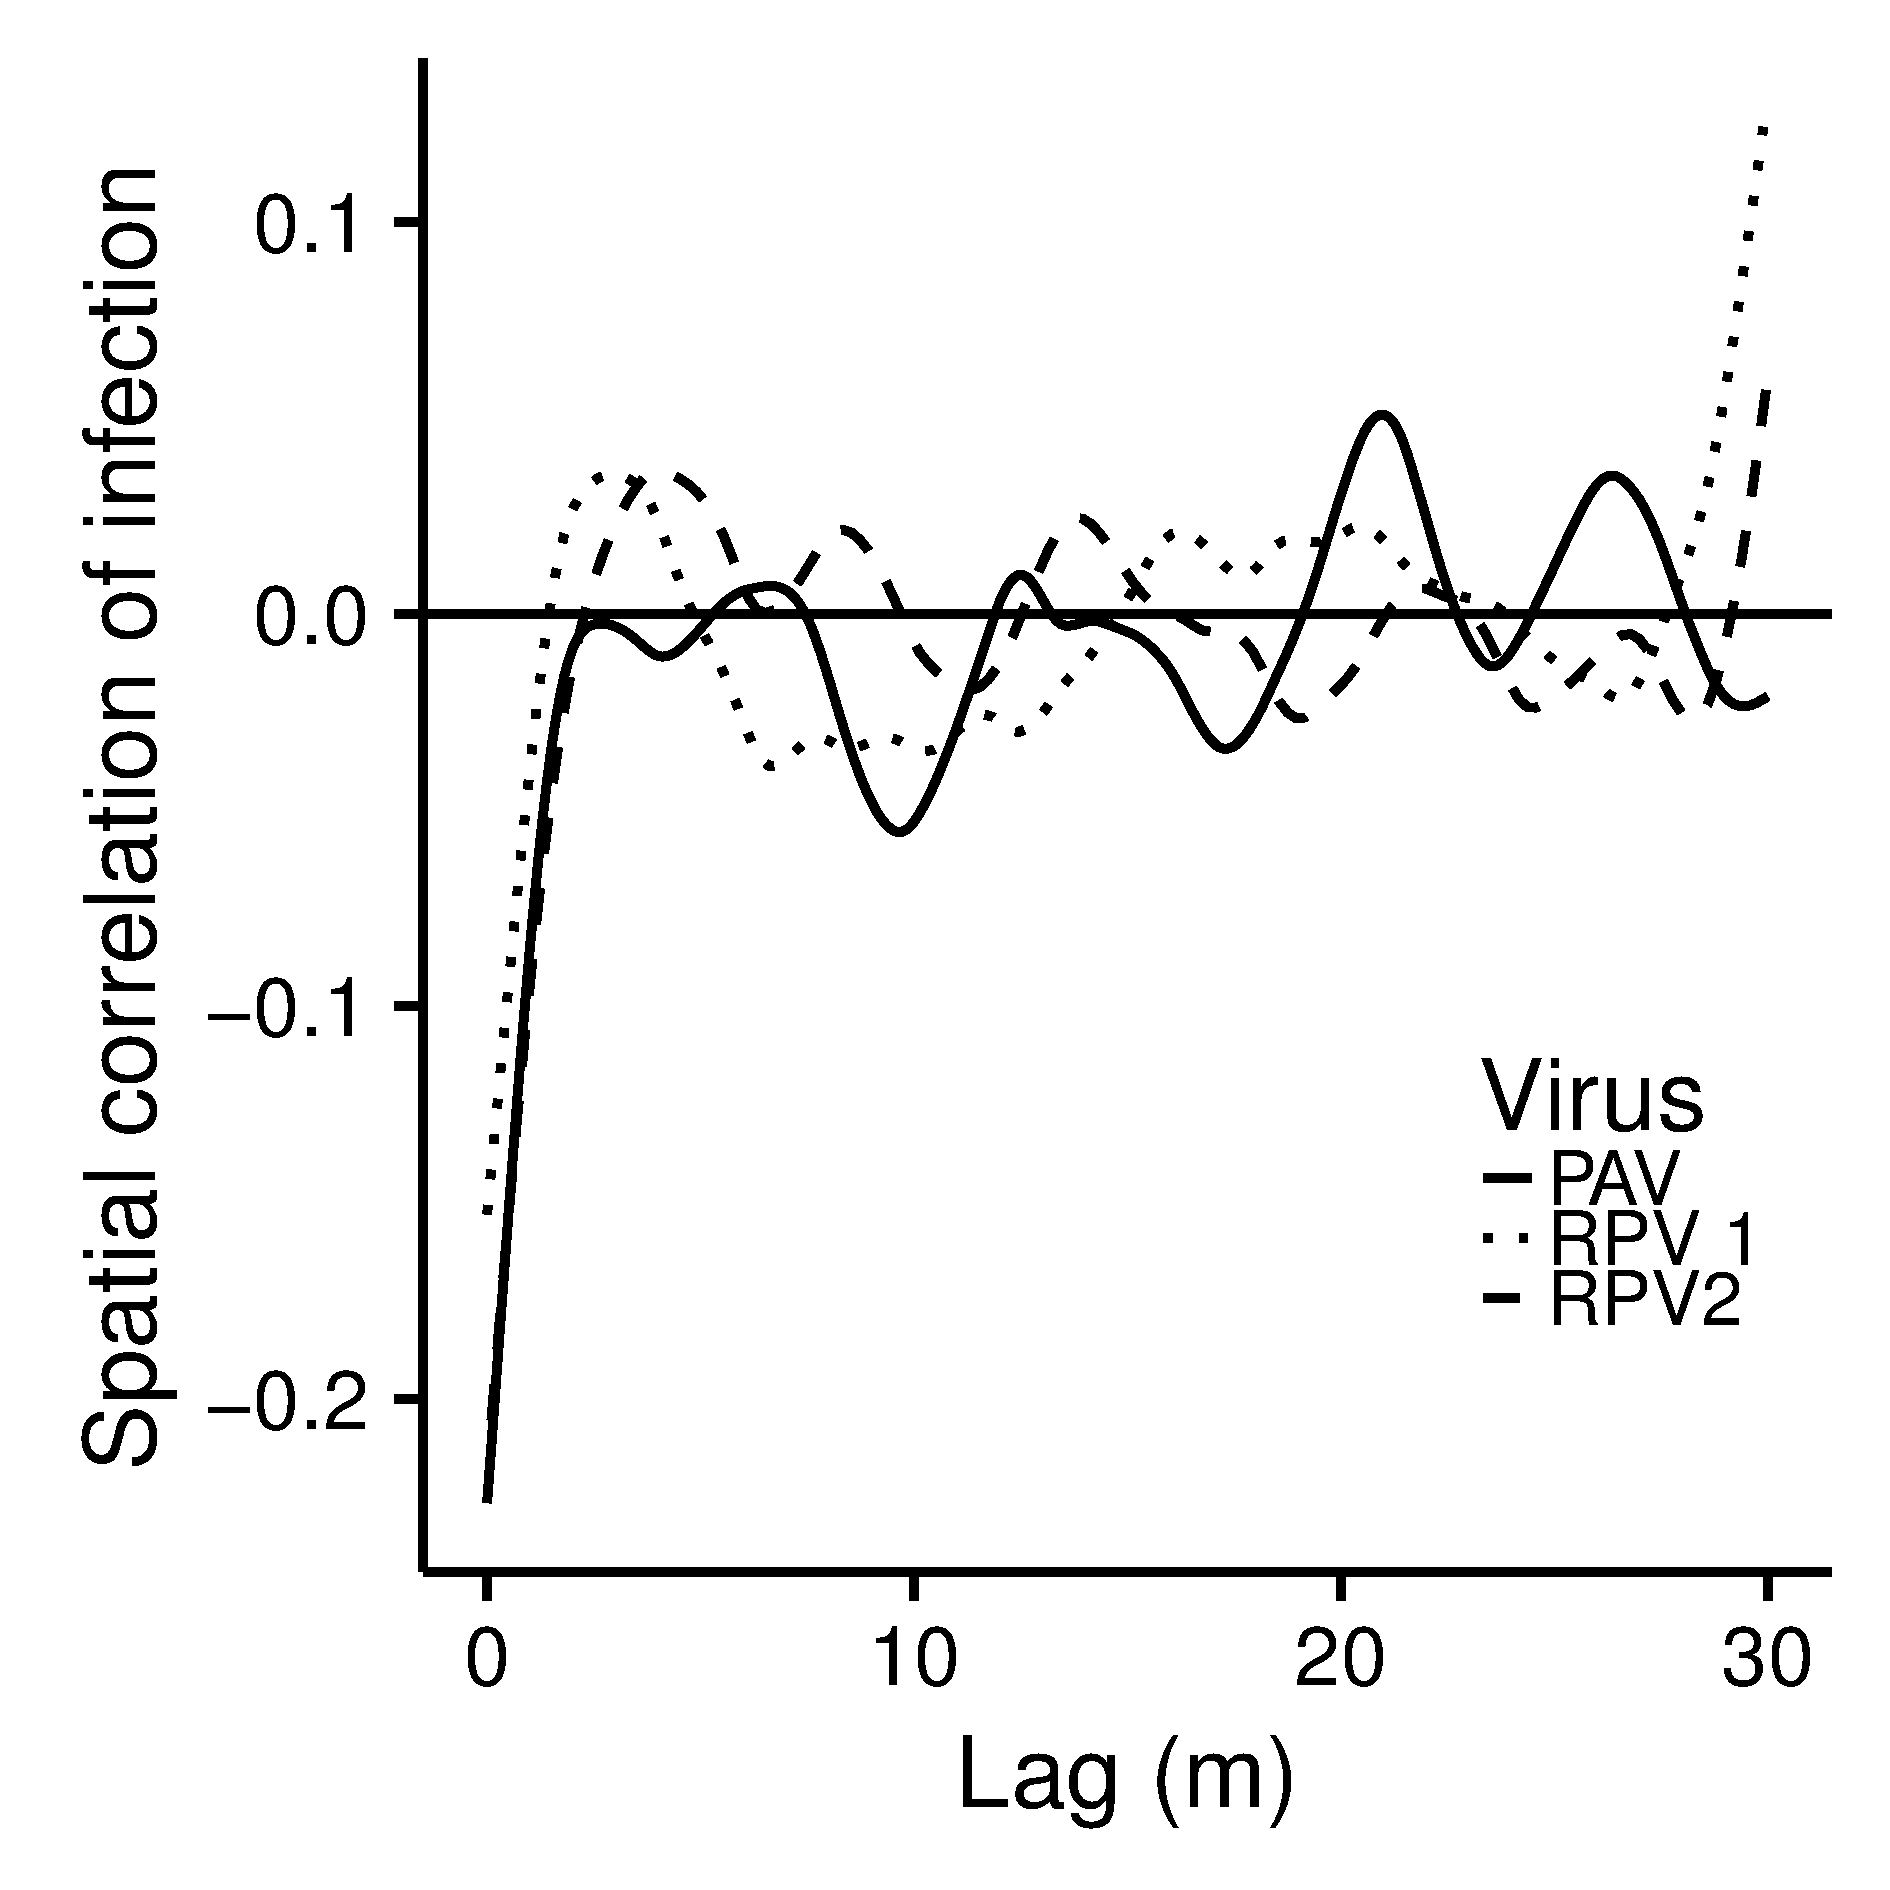 Spatial correlation of infection
0.1
0.0
−0.1
−0.2
Virus
PAV
RPV 1
RPV2
0 10 20 30
Lag (m)